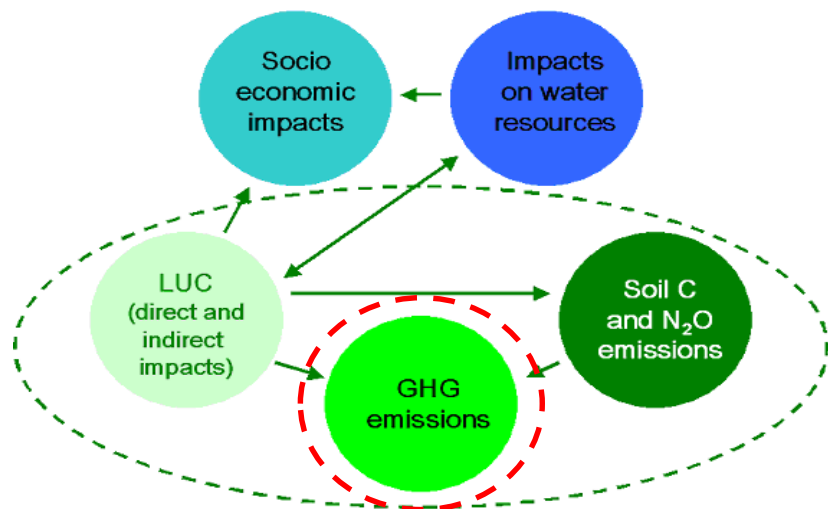 Socio
economic
impacts
Impacts
on water
resources
LUC
(direct and
indirect
impacts)
Soil C
and N₂O
emissions
GHG
emissions